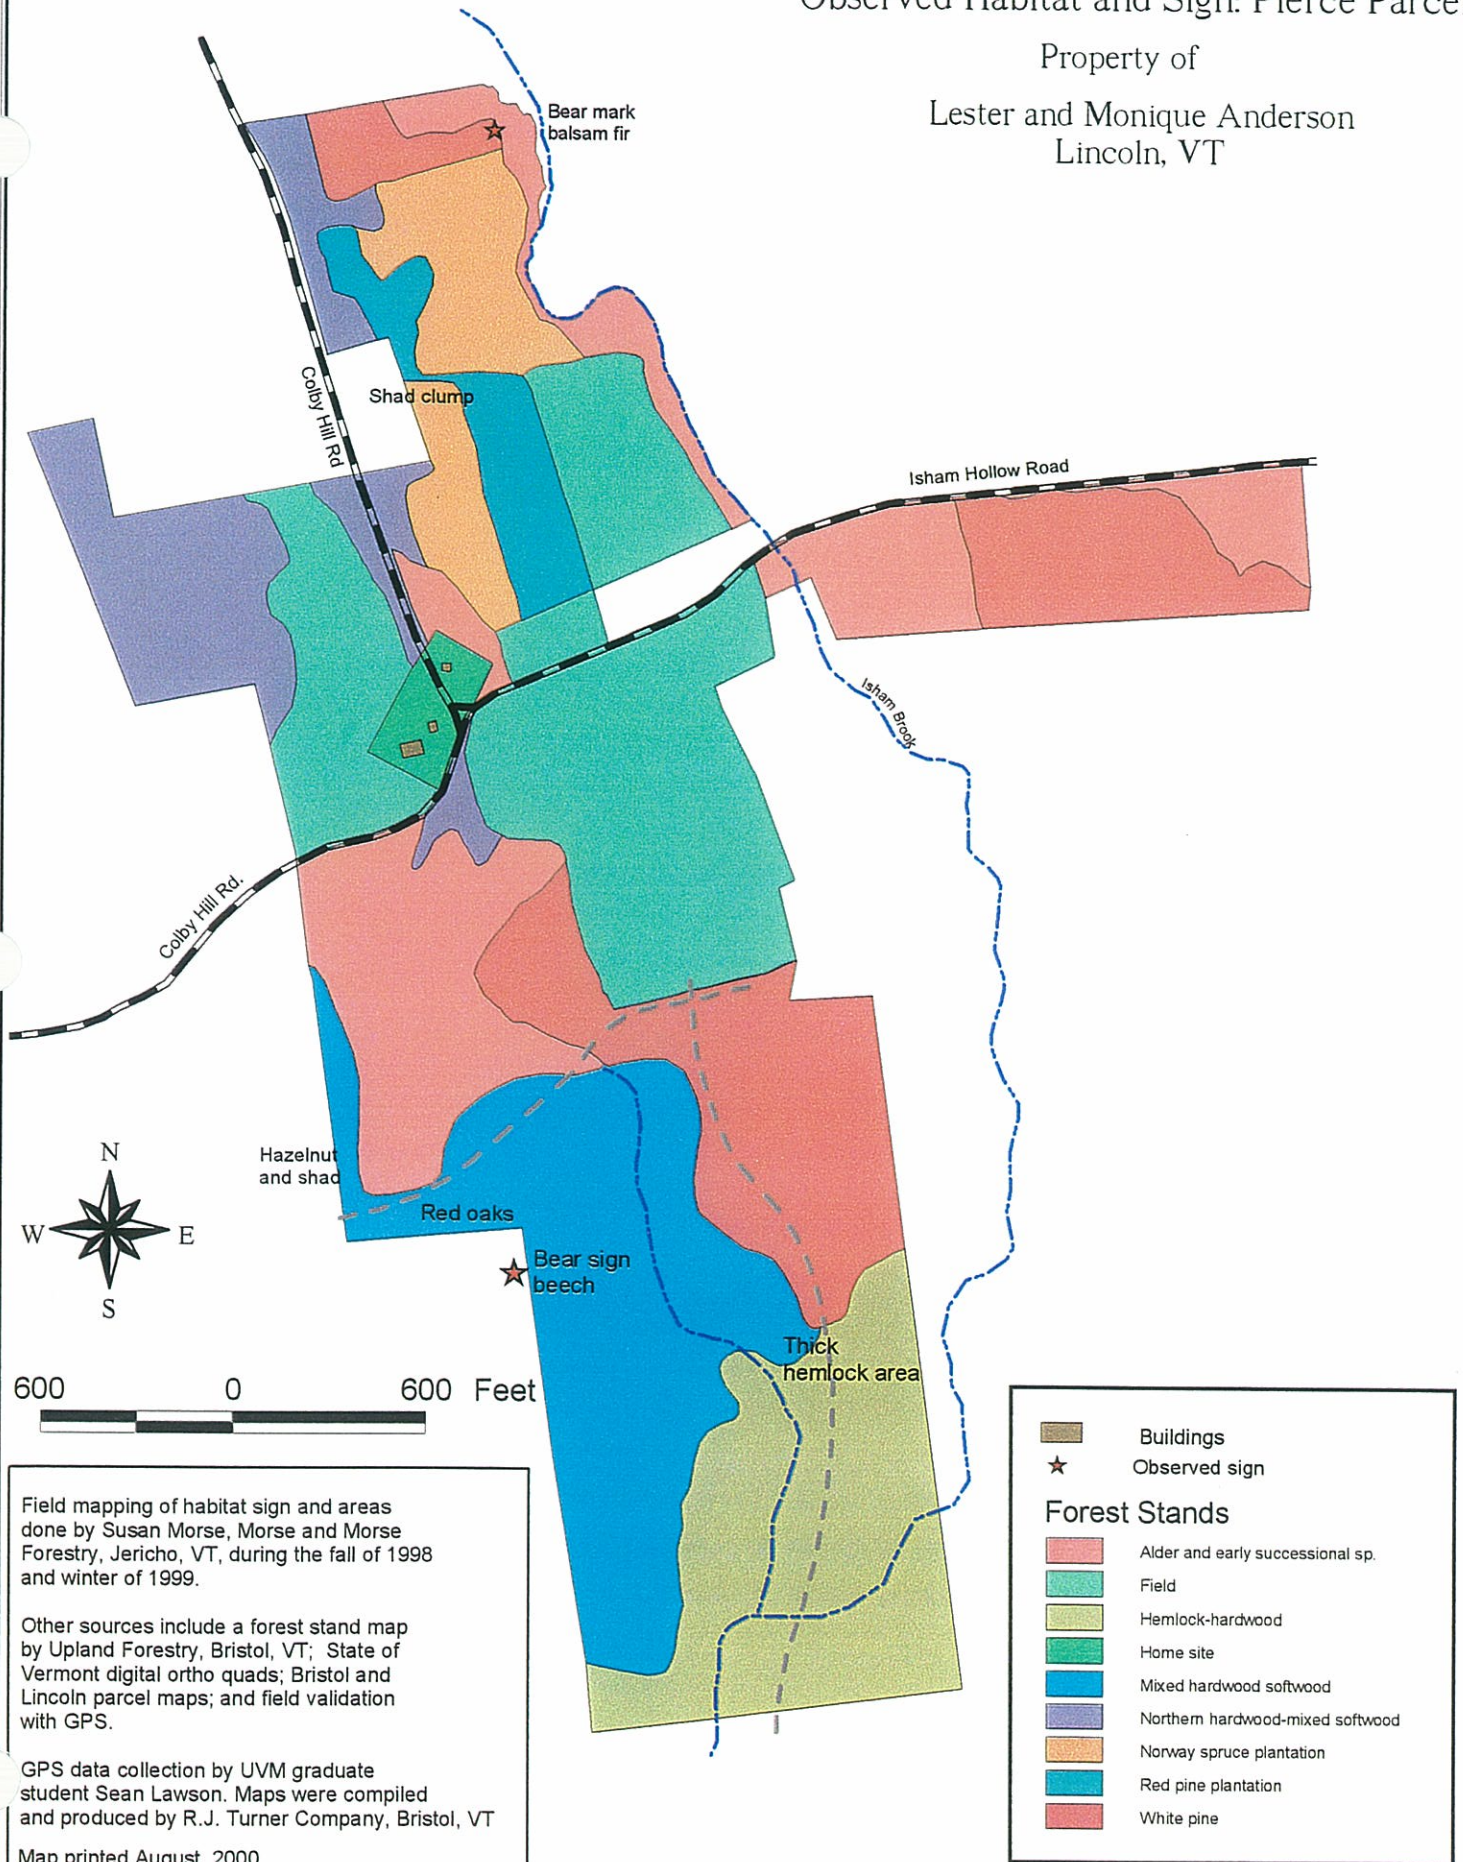 Observed Habitat and Sign: Pierce Parce
Property of
Lester and Monique Anderson
Lincoln, VT
Bear mark
balsam fir
Colby Hill Rd
Shad clump
Isham Hollow Road
Isham Brook
Colby Hill Rd.
Hazelnut
and shad
Red oaks
Bear sign
beech
Thick
hemlock area
N
W
E
S
600 0 600 Feet
Field mapping of habitat sign and areas
done by Susan Morse, Morse and Morse
Forestry, Jericho, VT, during the fall of 1998
and winter of 1999.
Other sources include a forest stand map
by Upland Forestry, Bristol, VT; State of
Vermont digital ortho quads; Bristol and
Lincoln parcel maps; and field validation
with GPS.
GPS data collection by UVM graduate
student Sean Lawson. Maps were compiled
and produced by R.J. Turner Company, Bristol, VT
Map printed August, 2000
Buildings
Observed sign
Forest Stands
Alder and early successional sp.
Field
Hemlock-hardwood
Home site
Mixed hardwood softwood
Northern hardwood-mixed softwood
Norway spruce plantation
Red pine plantation
White pine